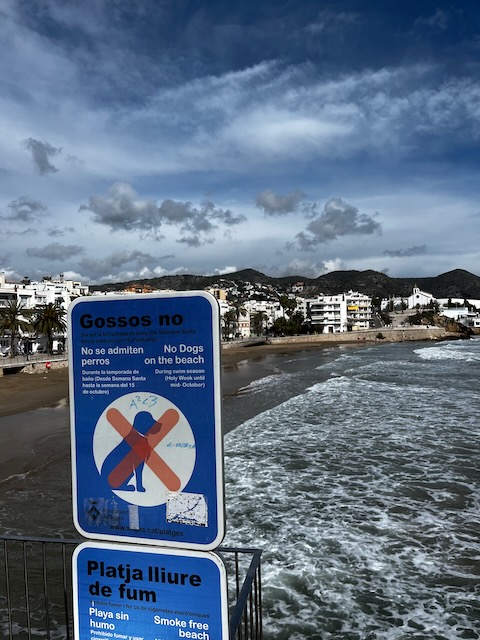 Gossos no
No se admiten
perros
No Dogs
on the beach
Durante la temporada de
baño (Desde Semana Santa
hasta la semana del 15
de octubre)
During swim season
(Holy Week until
mid- October)
Platja lliure
de fum
Playa sin
humo
Smoke free
beach